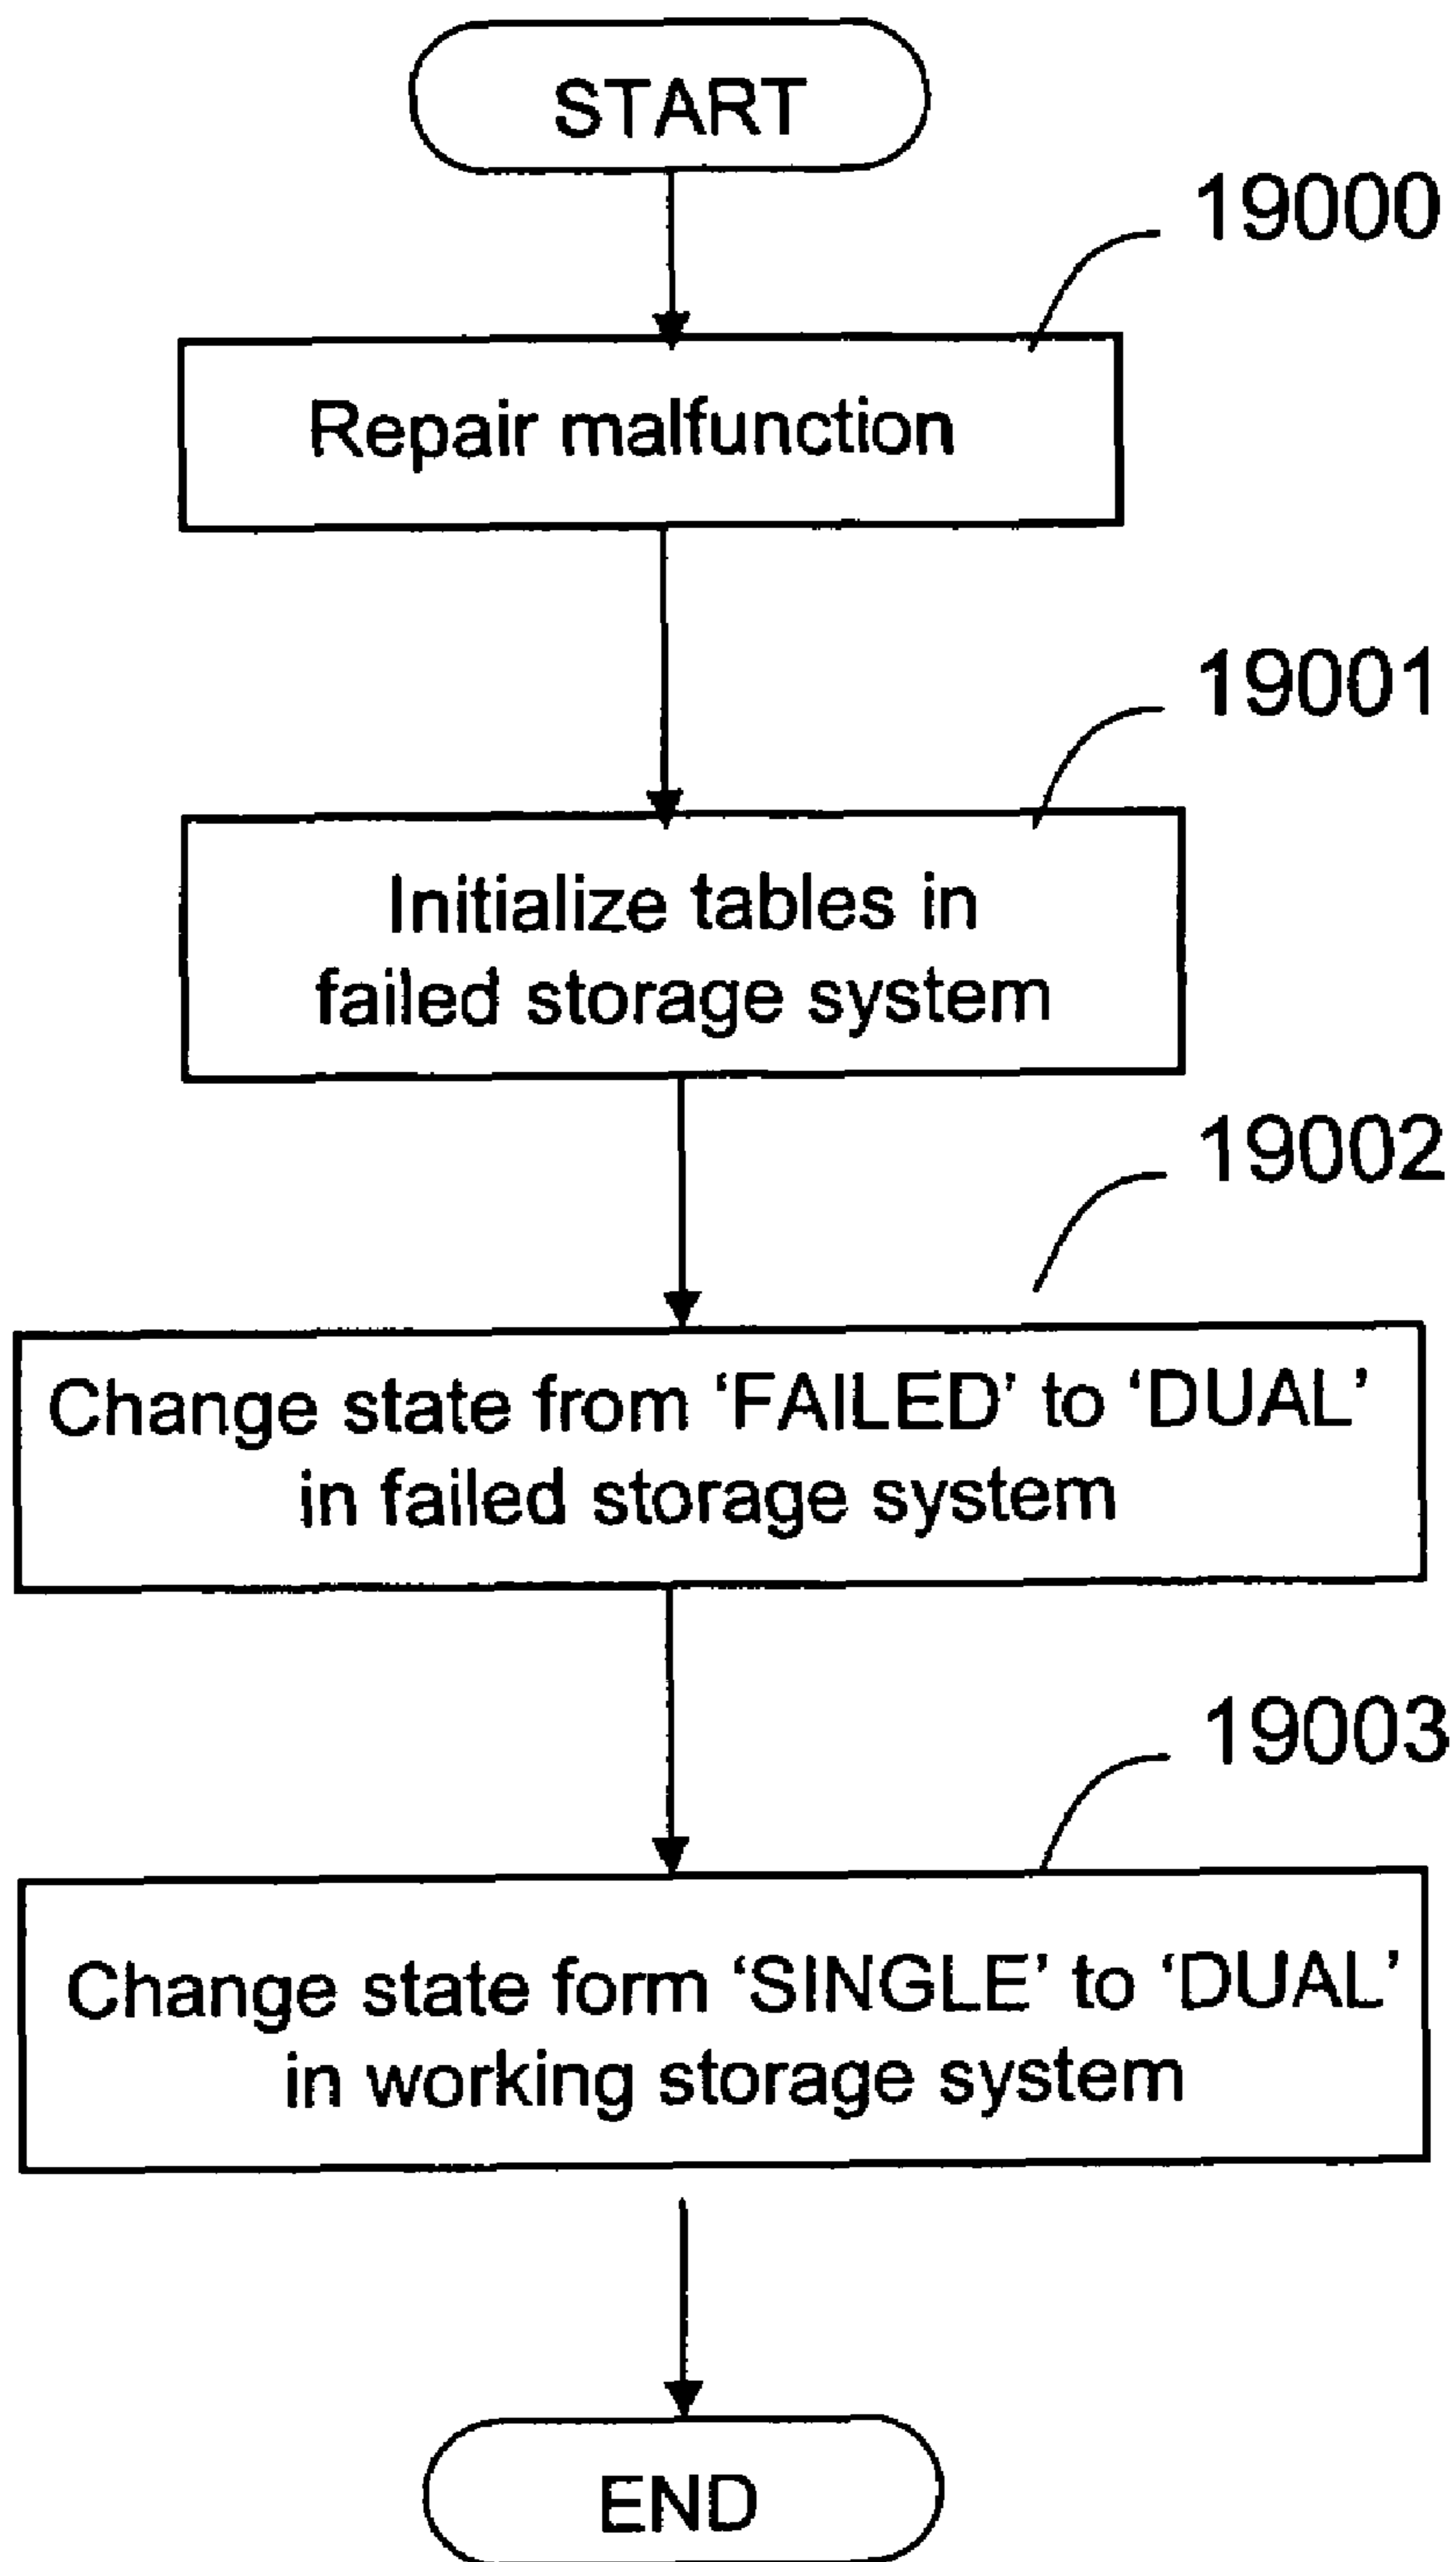 START
19000
Repair malfunction
19001
Initialize tables in
failed storage system
19002
Change state from ‘FAILED’ to ‘DUAL’
in failed storage system
19003
Change state form ‘SINGLE’ to ‘DUAL’
in working storage system
END